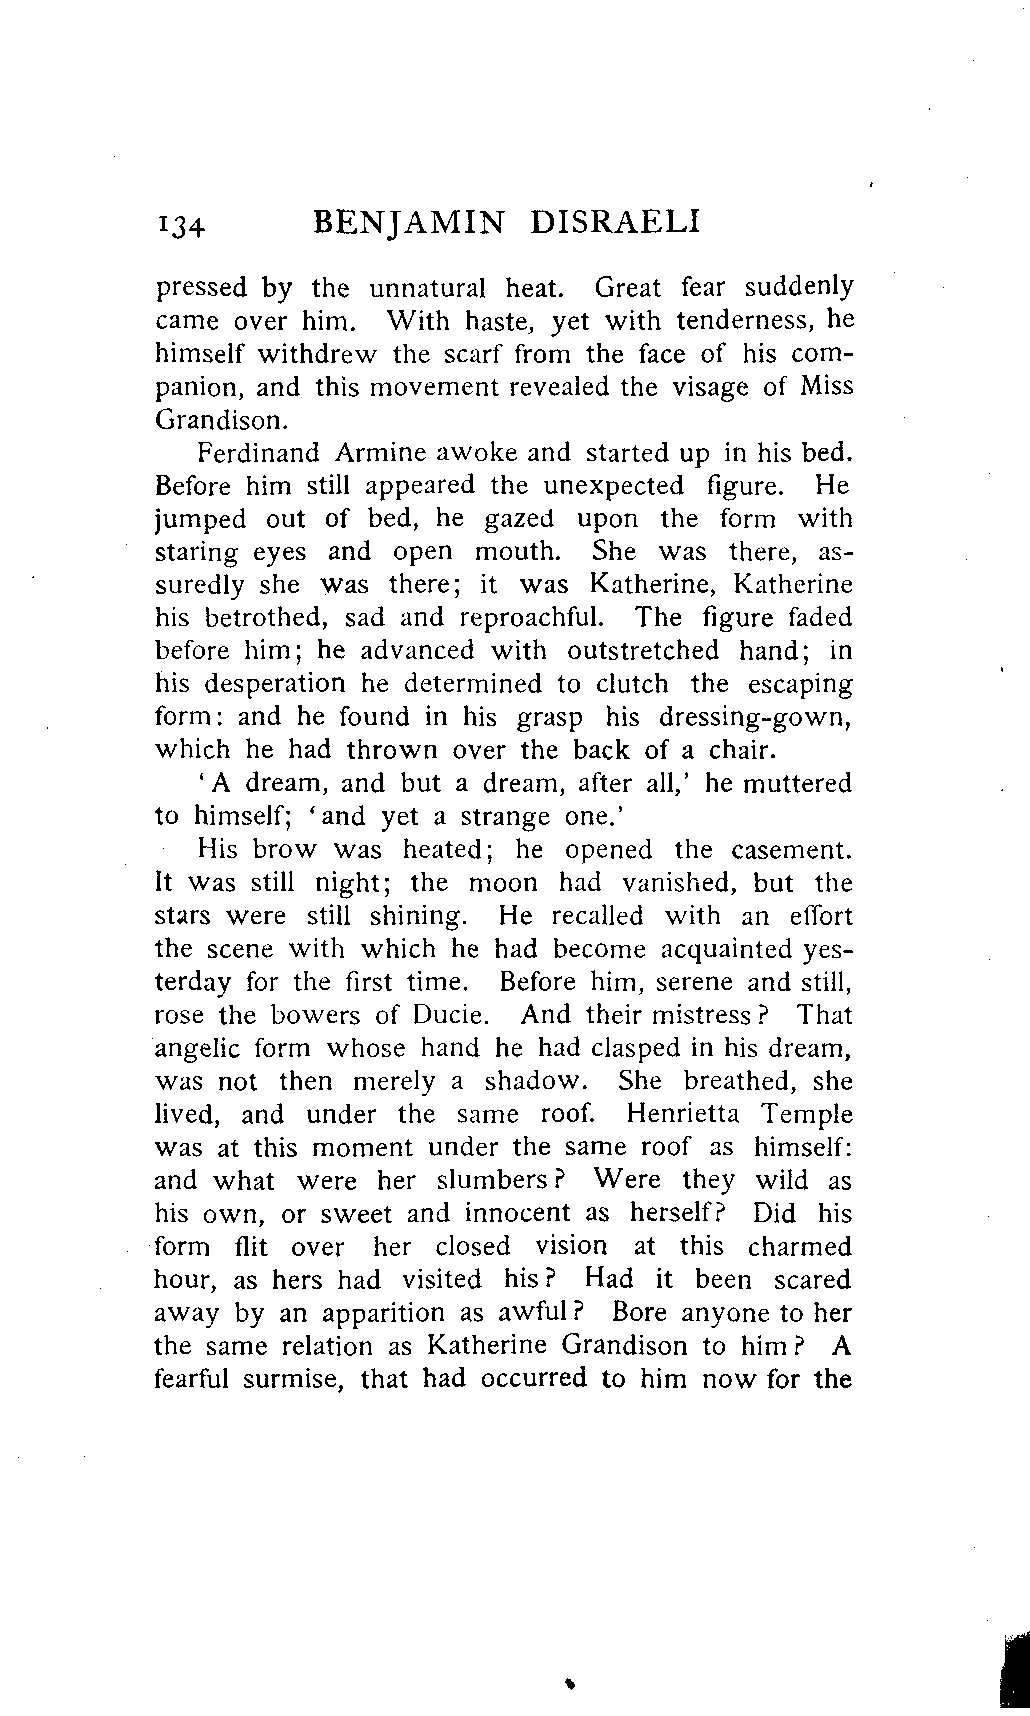 134 BENJAMIN DISRAELI
pressed by the unnatural heat. Great fear suddenly
came over him. With haste, yet with tenderness, he
himself withdrew the scarf from the face of his com-
panion, and this movement revealed the visage of Miss
Grandison.
Ferdinand Armine awoke and started up in his bed.
Before him still appeared the unexpected figure. He
jumped out of bed, he gazed upon the form with
staring eyes and open mouth. She was there, as-
suredly she was there; it was Katherine, Katherine
his betrothed, sad and reproachful. The figure faded
before him; he advanced with outstretched hand; in
his desperation he determined to clutch the escaping
form: and he found in his grasp his dressing-gown,
which he had thrown over the back of a chair.
‘A dream, and but a dream, after all,’ he muttered
to himself; ‘and yet a strange one.’
His brow was heated; he opened the casement.
It was still night; the moon had vanished, but the
stars were still shining. He recalled with an effort
the scene with which he had become acquainted yes-
terday for the first time. Before him, serene and still,
rose the bowers of Ducie. And their mistress? That
angelic form whose hand he had clasped in his dream,
was not then merely a shadow. She breathed, she
lived, and under the same roof. Henrietta Temple
was at this moment under the same roof as himself:
and what were her slumbers? Were they wild as
his own, or sweet and innocent as herself? Did his
form flit over her closed vision at this charmed
hour, as hers had visited his? Had it been scared
away by an apparition as awful? Bore anyone to her
the same relation as Katherine Grandison to him? A
fearful surmise, that had occurred to him now for the